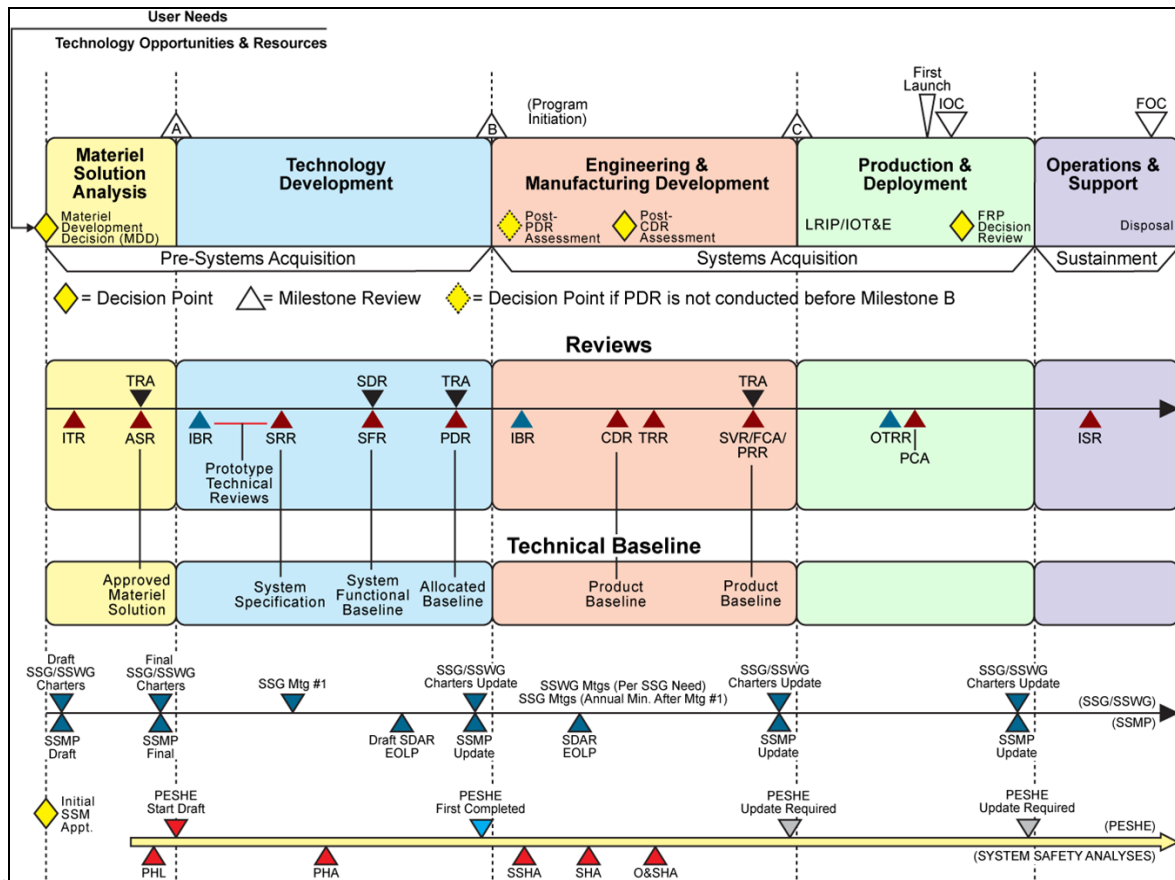 User Needs
Technology Opportunities & Resources
A
B
(Program
Initiation)
C
First
Launch
IOC
FOC
Materiel
Solution
Analysis
Technology
Development
Engineering &
Manufacturing Development
Production &
Deployment
Operations &
Support
Materiel
Development
Decision (MDD)
Post-
PDR
Assessment
Post-
CDR
Assessment
LRIP/IOT&E
FRP
Decision
Review
Disposal
Pre-Systems Acquisition
Systems Acquisition
Sustainment
= Decision Point
= Milestone Review
= Decision Point if PDR is not conducted before Milestone B
Reviews
TRA
SDR
TRA
TRA
ITR
ASR
IBR
SRR
SFR
PDR
IBR
CDR
TRR
SVR/FCA/
PRR
OTRR
PCA
ISR
Prototype
Technical
Reviews
Technical Baseline
Approved
Materiel
Solution
System
Specification
System
Functional
Baseline
Allocated
Baseline
Product
Baseline
Product
Baseline
Draft
SSG/SSWG
Charters
Final
SSG/SSWG
Charters
SSG Mtg #1
SSG/SSWG
Charters Update
SSWG Mtgs (Per SSG Need)
SSG Mtgs (Annual Min. After Mtg #1)
SSG/SSWG
Charters Update
SSG/SSWG
Charters Update
(SSG/SSWG)
(SSMP)
SSMP
Draft
SSMP
Final
Draft SDAR
EOLP
SSMP
Update
SDAR
EOLP
SSMP
Update
SSMP
Update
Initial
SSM
Appt.
PESHE
Start Draft
PESHE
First Completed
PESHE
Update Required
PESHE
Update Required
(PESHE)
(SYSTEM SAFETY ANALYSES)
PHL
PHA
SSHA
SHA
O&SHA